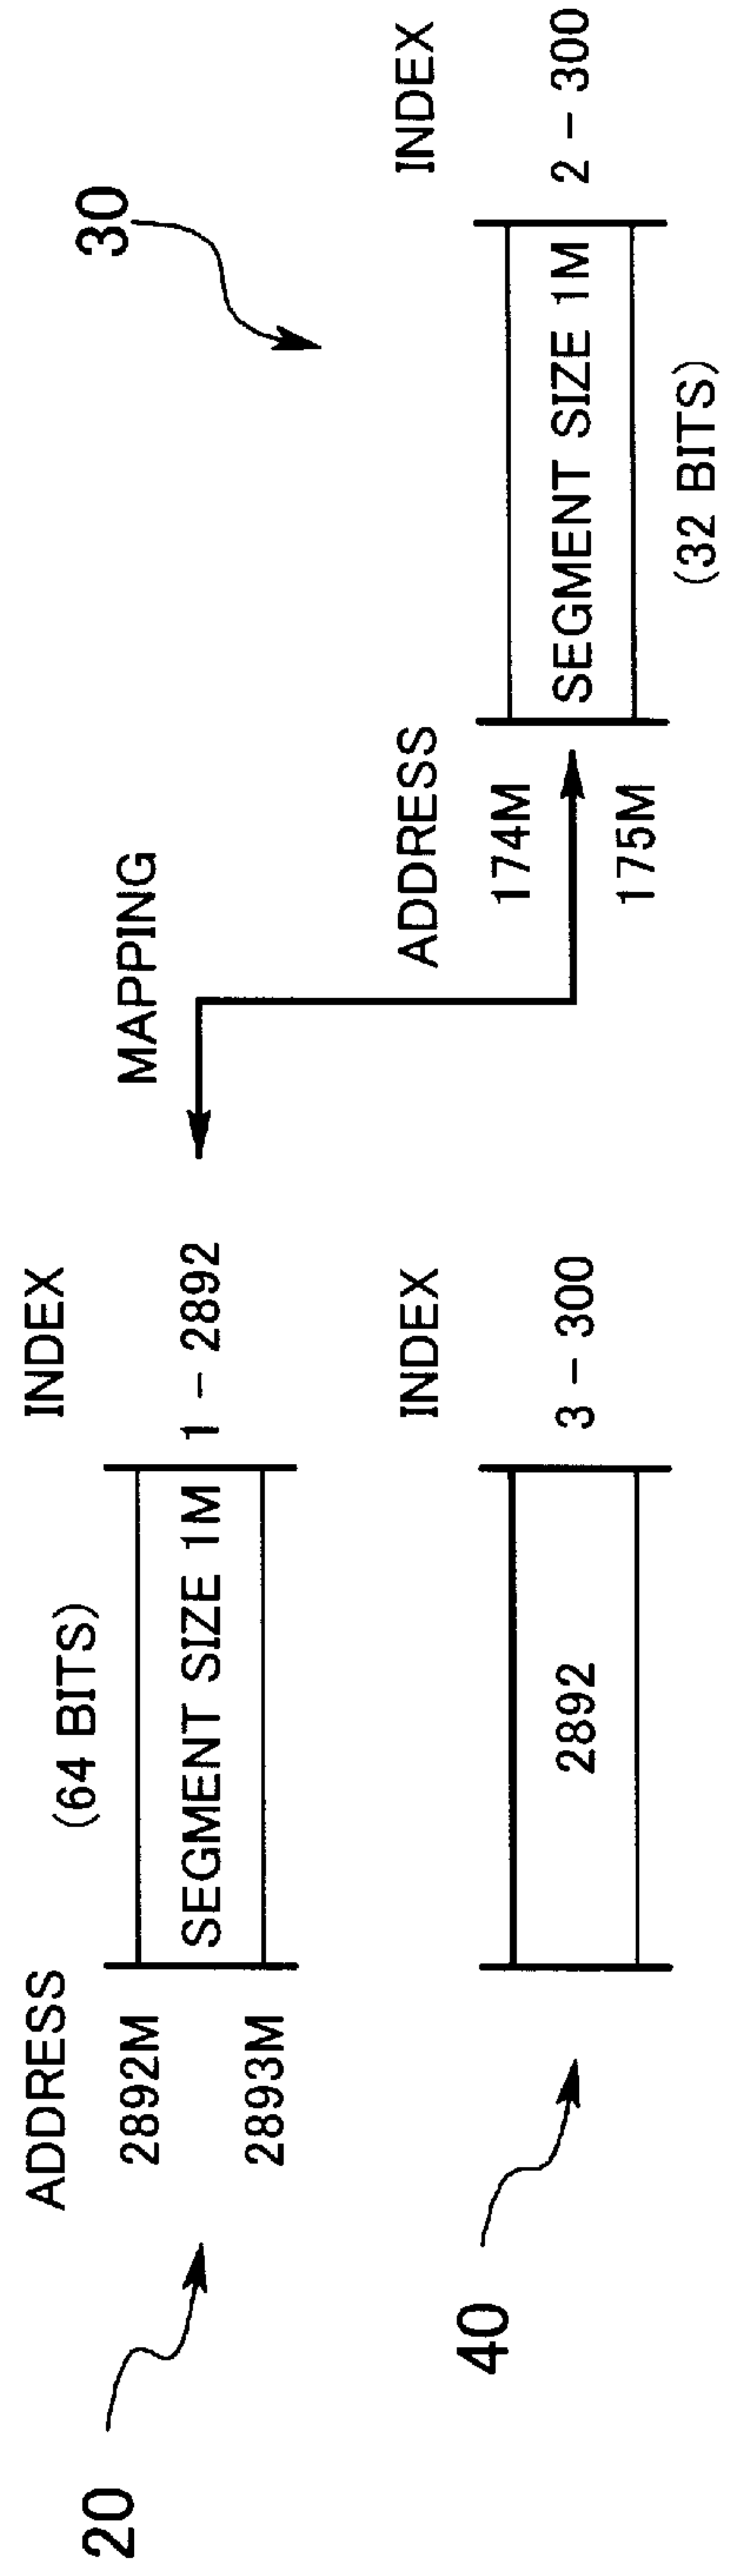 20
ADDRESS
2892M
2893M
(64 BITS)
SEGMENT SIZE 1M
INDEX
1 – 2892
MAPPING
30
40
2892
INDEX
3 – 300
ADDRESS
174M
175M
SEGMENT SIZE 1M
(32 BITS)
INDEX
2 – 300